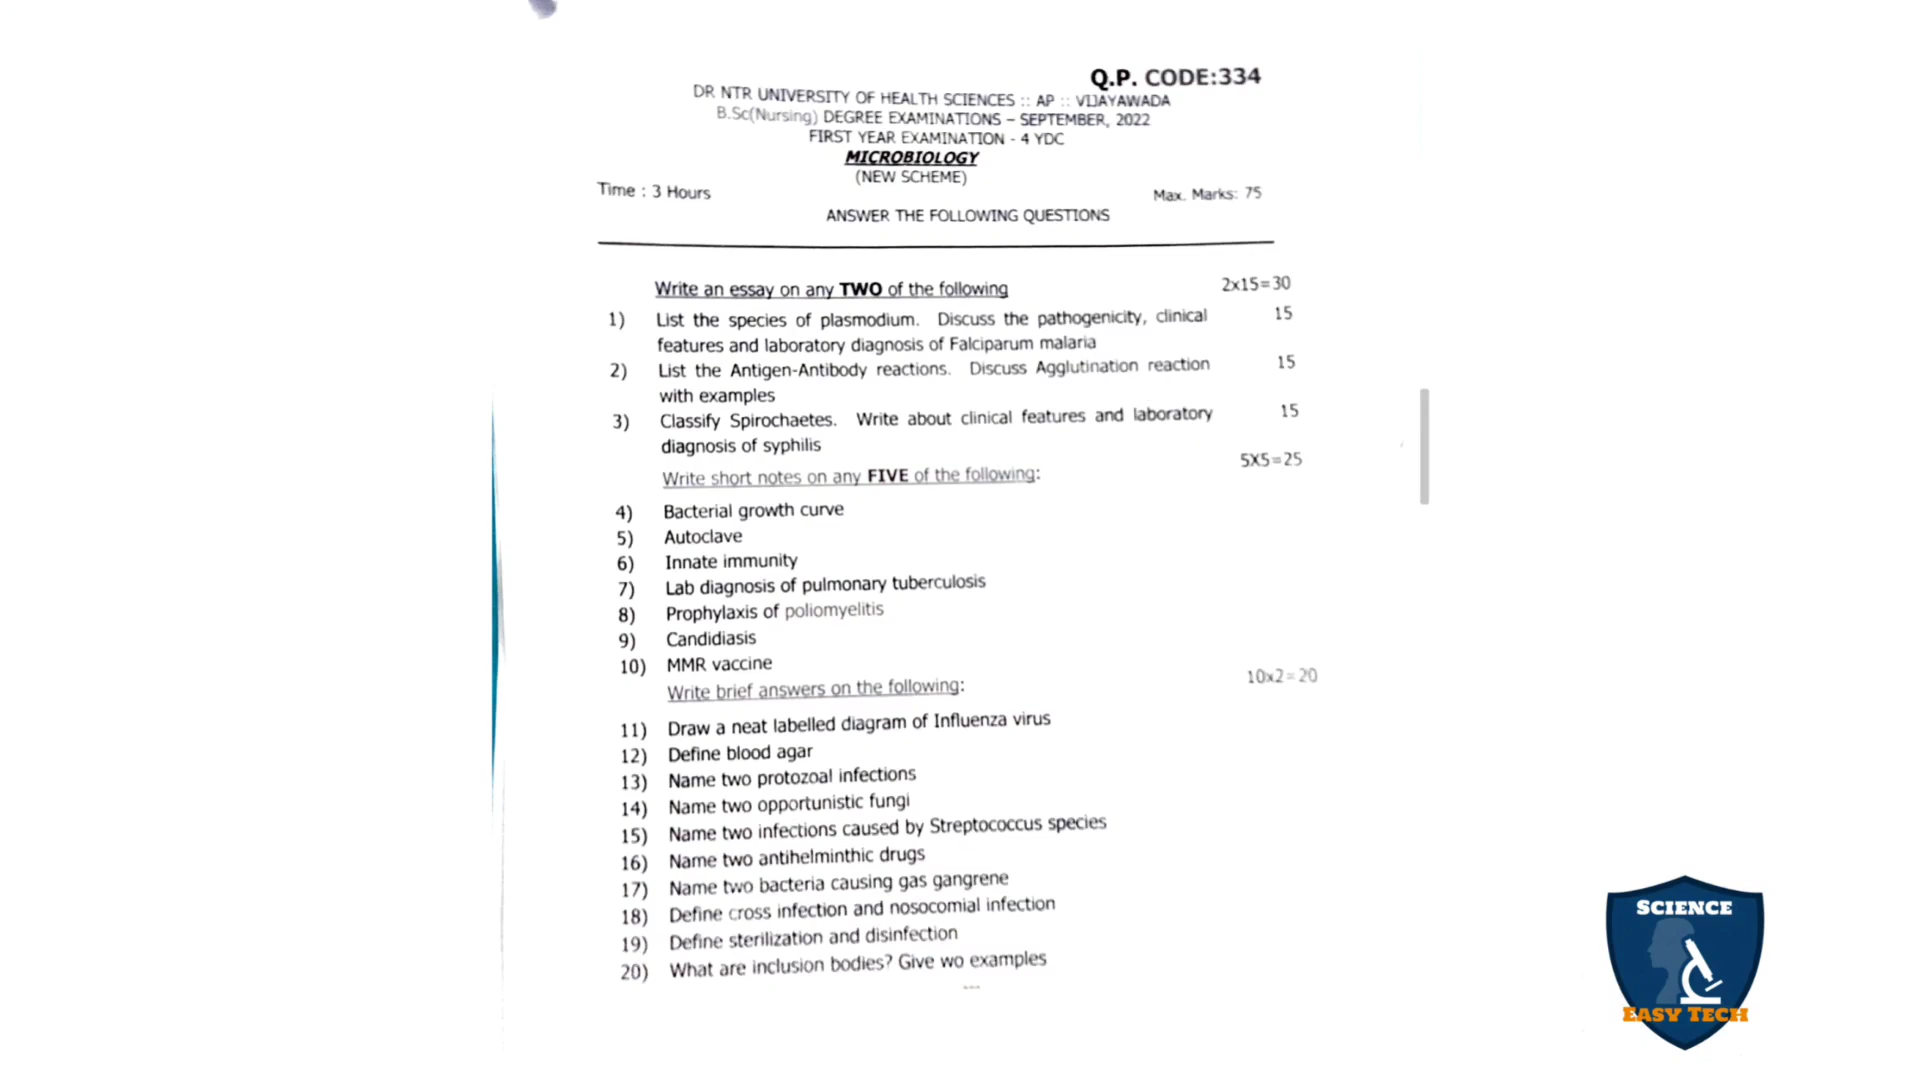 Q.P. CODE:334
DR NTR UNIVERSITY OF HEALTH SCIENCES :: AP :: VIJAYAWADA
B.Sc(Nursing) DEGREE EXAMINATIONS – SEPTEMBER, 2022
FIRST YEAR EXAMINATION - 4 YDC
MICROBIOLOGY
(NEW SCHEME)
Time : 3 Hours Max. Marks: 75
ANSWER THE FOLLOWING QUESTIONS
Write an essay on any TWO of the following 2x15=30
1) List the species of plasmodium. Discuss the pathogenicity, clinical 15
features and laboratory diagnosis of Falciparum malaria
2) List the Antigen-Antibody reactions. Discuss Agglutination reaction 15
with examples
3) Classify Spirochaetes. Write about clinical features and laboratory 15
diagnosis of syphilis
Write short notes on any FIVE of the following: 5X5=25
4) Bacterial growth curve
5) Autoclave
6) Innate immunity
7) Lab diagnosis of pulmonary tuberculosis
8) Prophylaxis of poliomyelitis
9) Candidiasis
10) MMR vaccine
Write brief answers on the following: 10x2=20
11) Draw a neat labelled diagram of Influenza virus
12) Define blood agar
13) Name two protozoal infections
14) Name two opportunistic fungi
15) Name two infections caused by Streptococcus species
16) Name two antihelminthic drugs
17) Name two bacteria causing gas gangrene
18) Define cross infection and nosocomial infection
19) Define sterilization and disinfection
20) What are inclusion bodies? Give wo examples
---
SCIENCE
EASY TECH